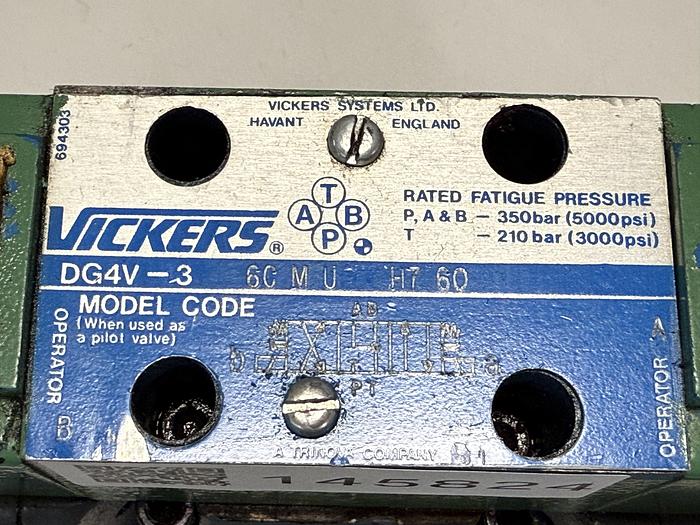 694303
VICKERS SYSTEMS LTD.
HAVANT ENGLAND
VICKERS®
T
A B
P
RATED FATIGUE PRESSURE
P, A & B – 350bar (5000psi)
T – 210 bar (3000psi)
DG4V – 3 6C M U H7 60
MODEL CODE
(When used as
a pilot valve)
OPERATOR B
AB
b a
PT
OPERATOR A
A TRINOVA COMPANY
145824